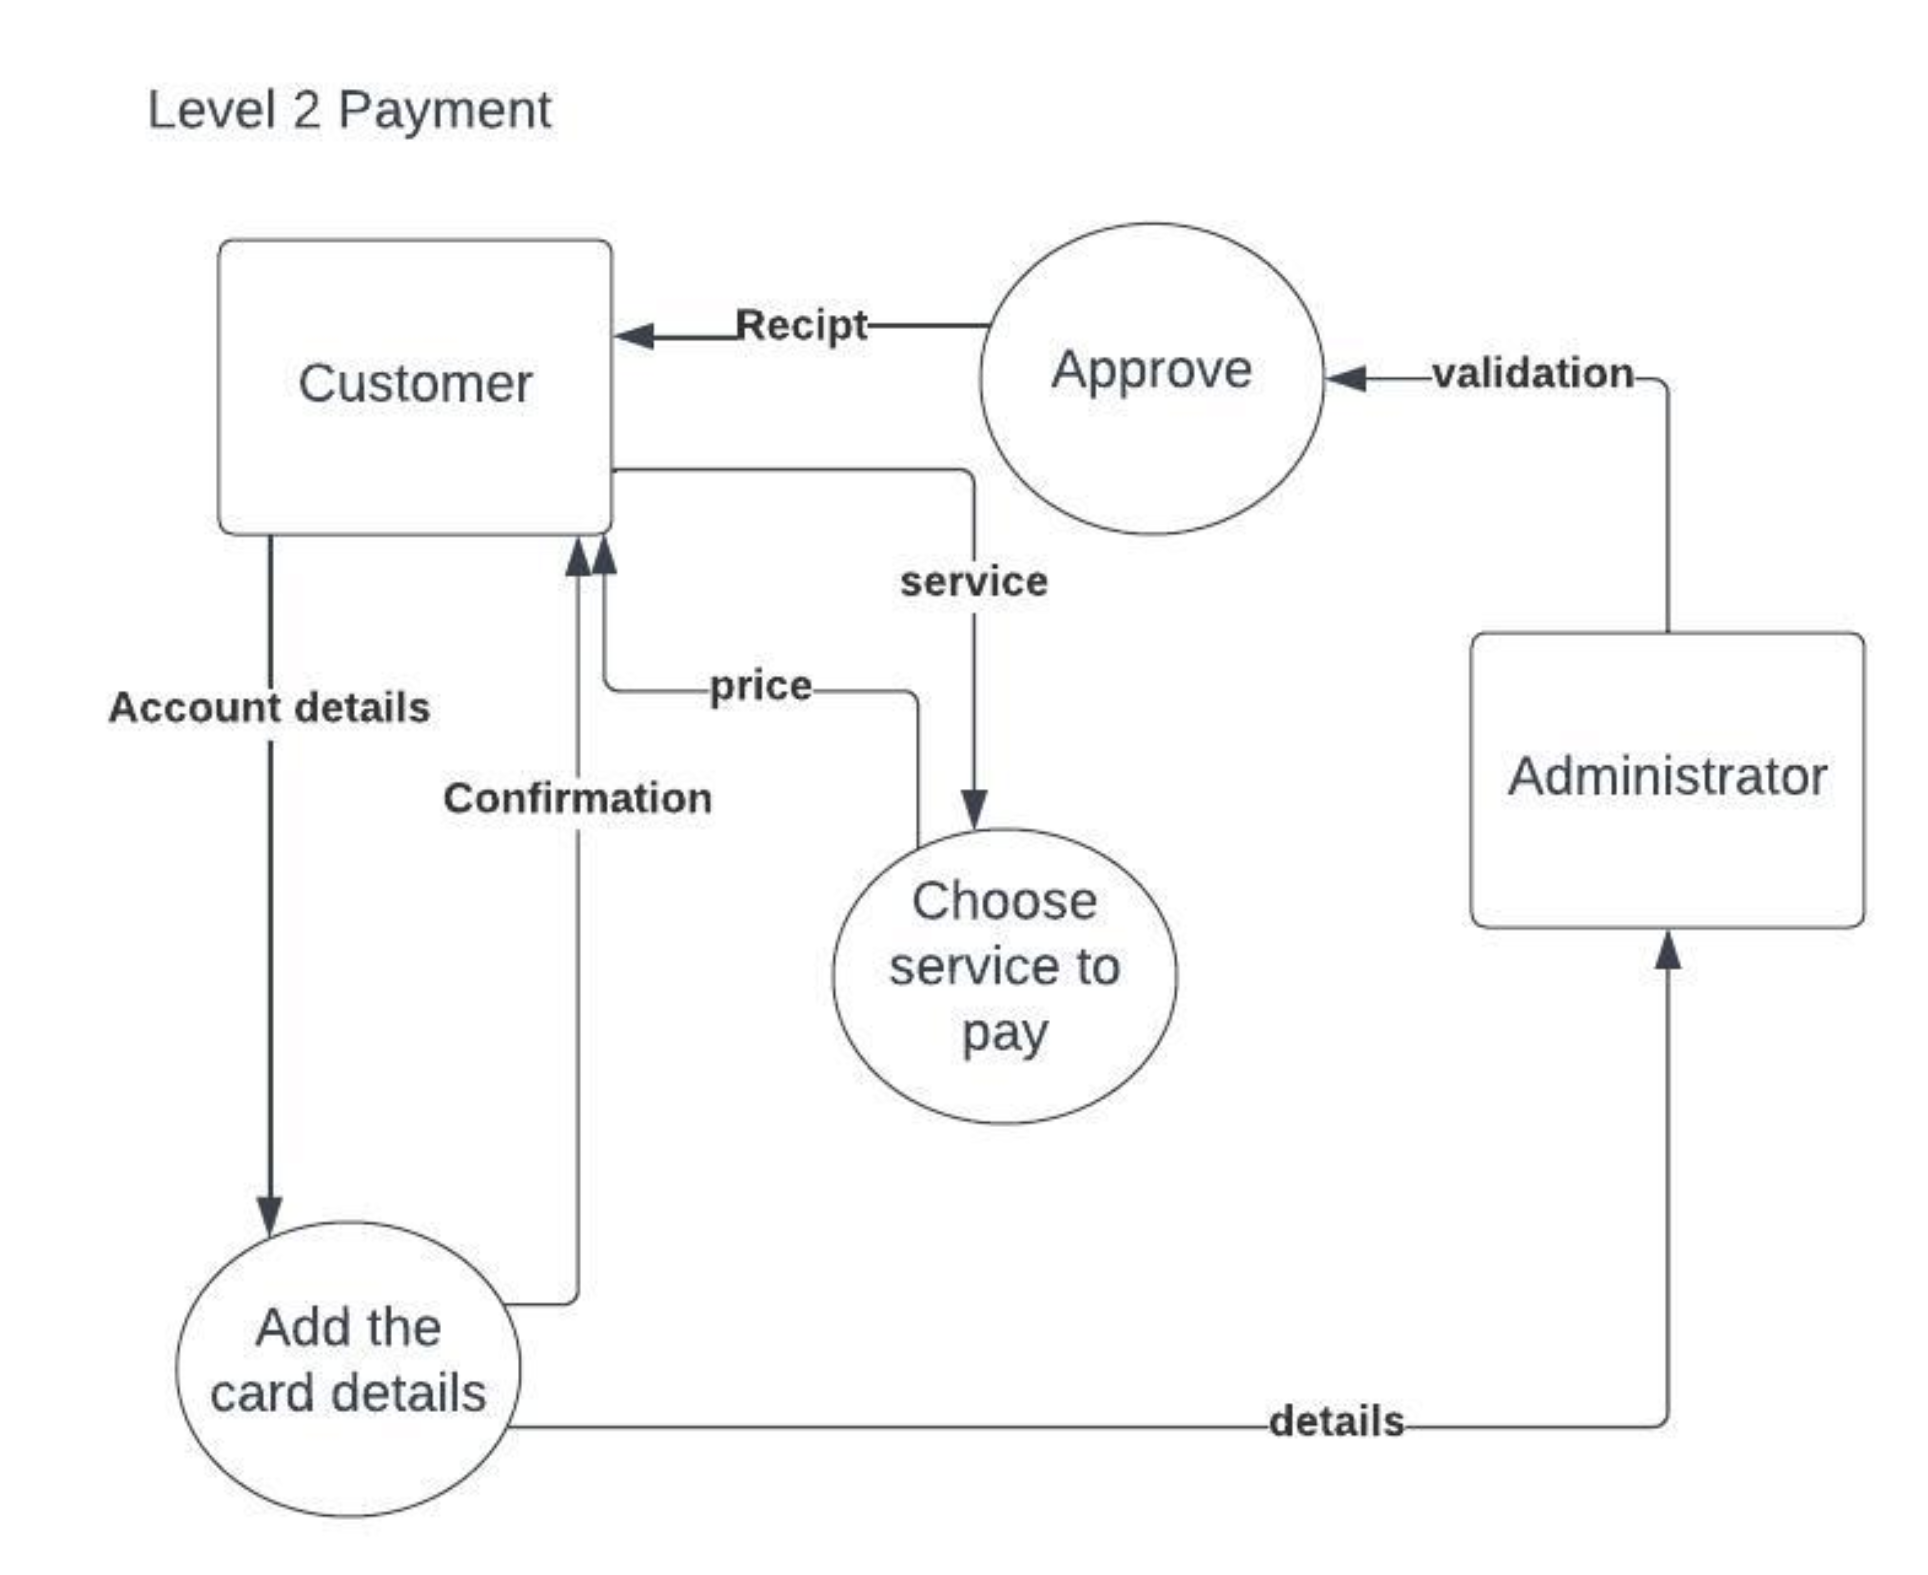 Level 2 Payment
Recipt
Approve
validation
Customer
service
price
Account details
Administrator
Confirmation
Choose
service to
pay
Add the
card details
details